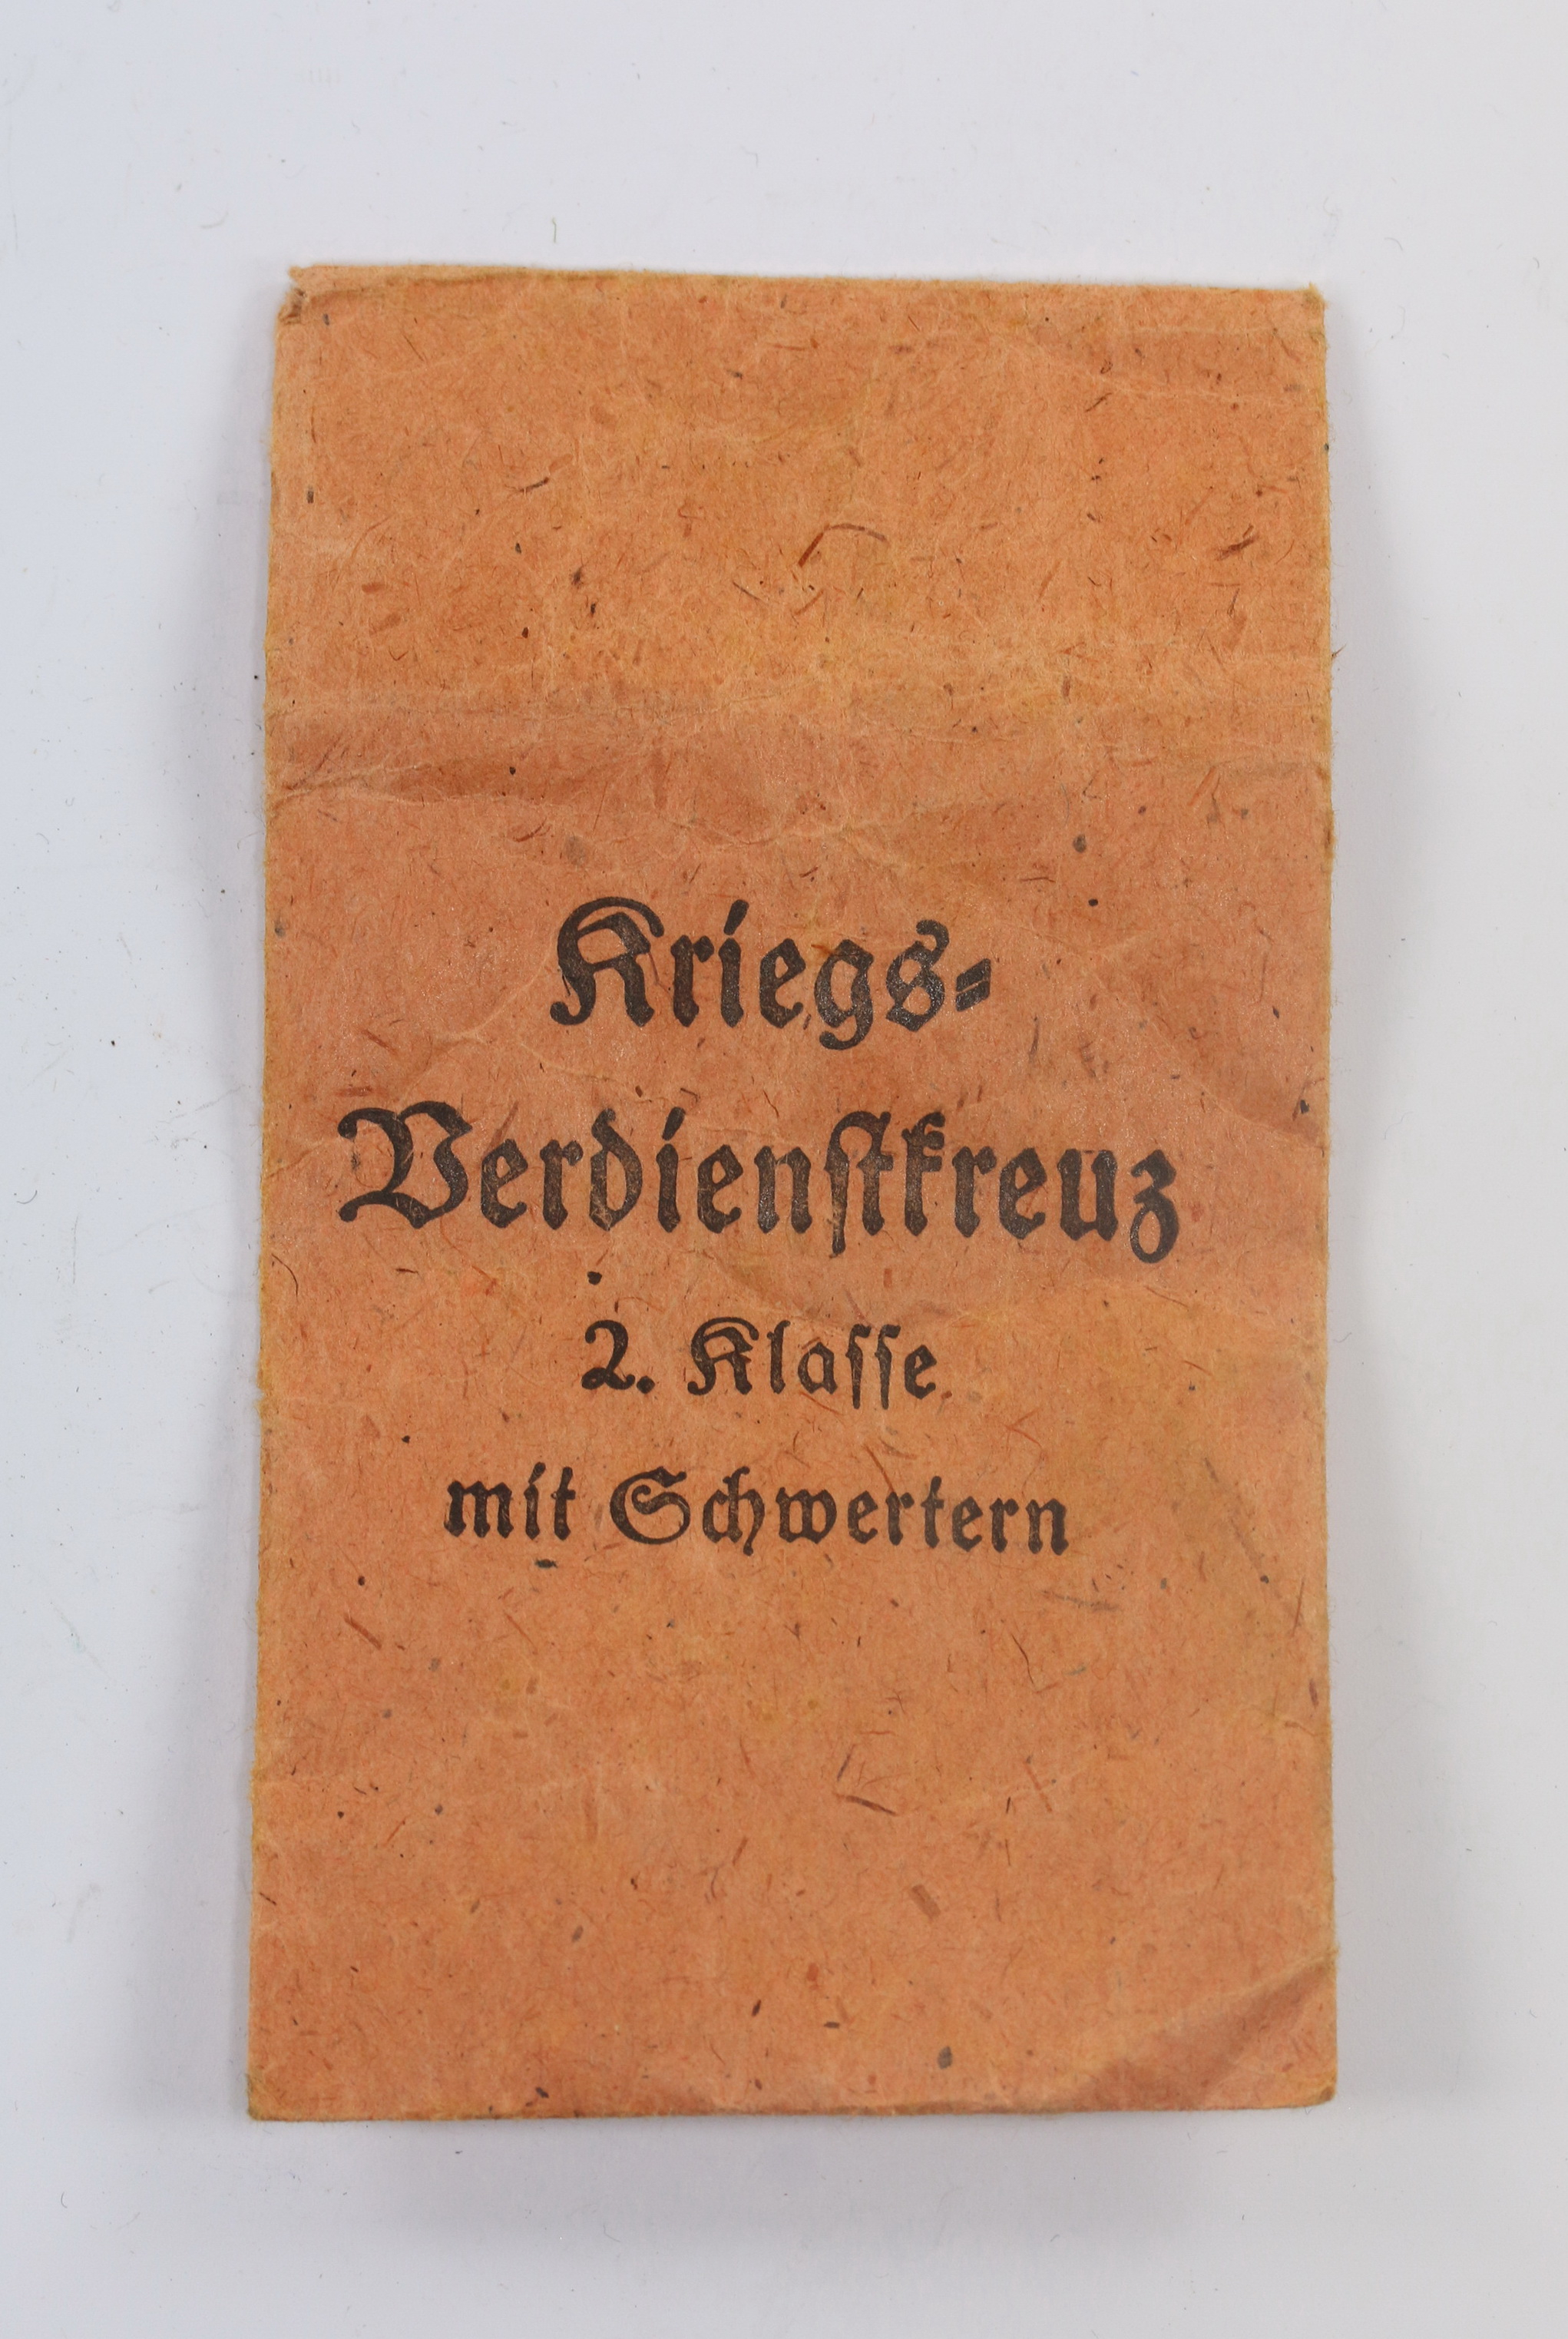 Kriegs-
Verdienſtkreuz
2. Klaſſe
mit Schwertern